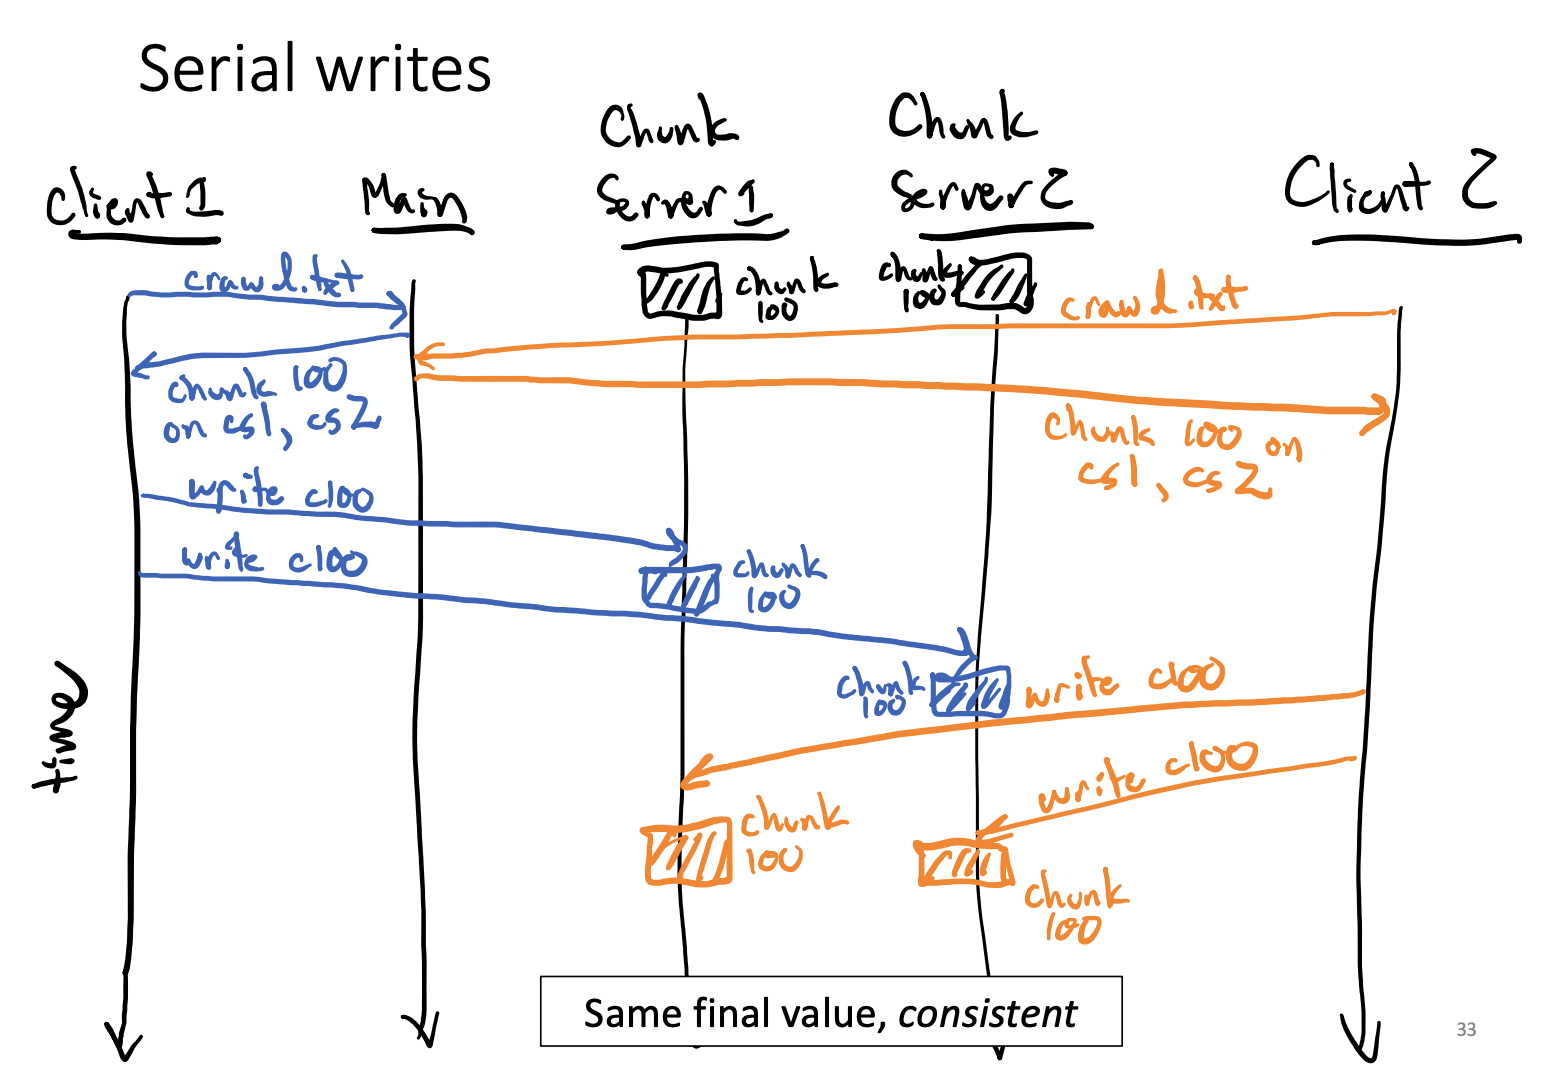 Serial writes
Client 1
Main
Chunk
Server 1
Chunk
Server 2
Client 2
crawl.txt
chunk
100
chunk
100
crawl.txt
chunk 100
on cs1, cs2
chunk 100 on
cs1, cs2
write c100
write c100
chunk
100
chunk
100
write c100
write c100
chunk
100
chunk
100
time
Same final value, consistent
33